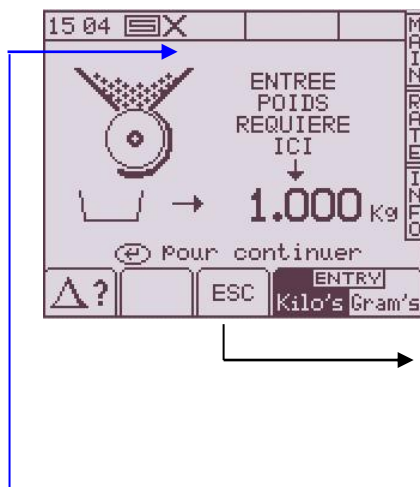 15 04
ENTREE
POIDS
REQUIERE
ICI
1.000 Kg
Pour continuer
?
ESC
ENTRY
Kilo's Gram's
MAIN
RATE
INFO